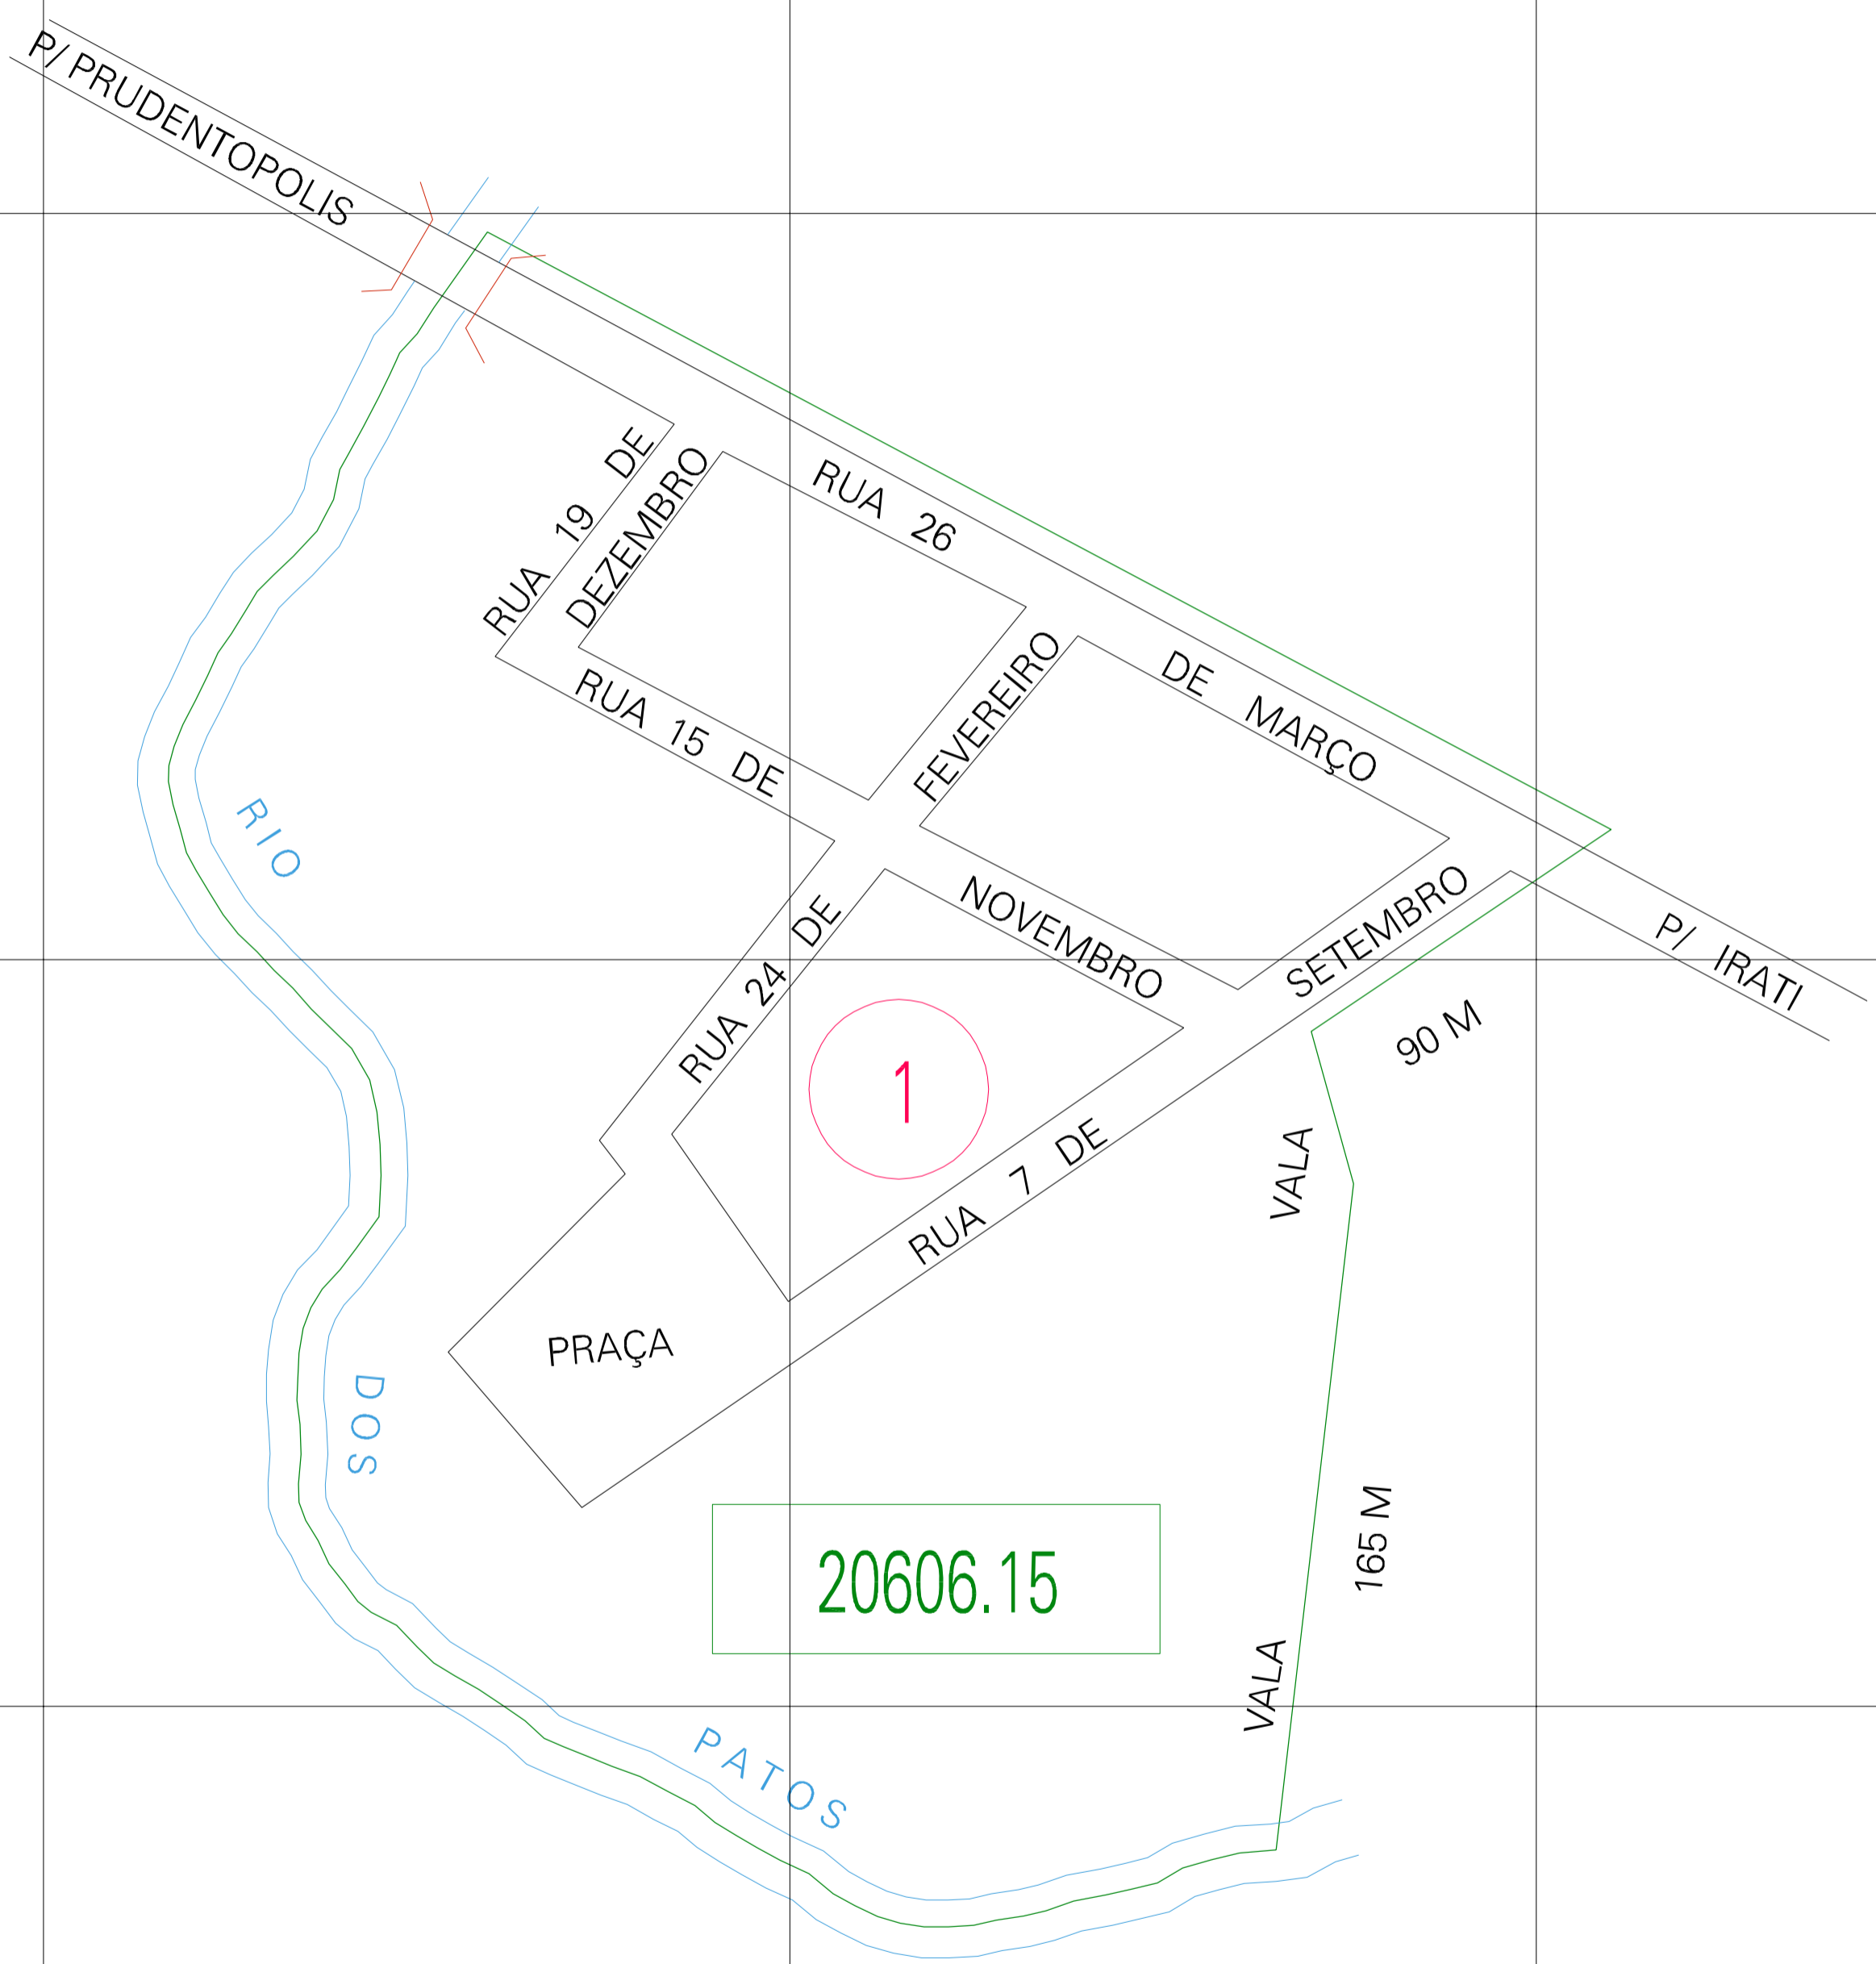 P/ PRUDENTOPOLIS
RUA 19 DE
DEZEMBRO
RUA 26
DE MARÇO
FEVEREIRO
RUA 15 DE
NOVEMBRO
RIO
RUA 24 DE
SETEMBRO
P/ IRATI
90 M
1
VALA
RUA 7 DE
PRAÇA
DOS
165 M
20606.15
VALA
PATOS